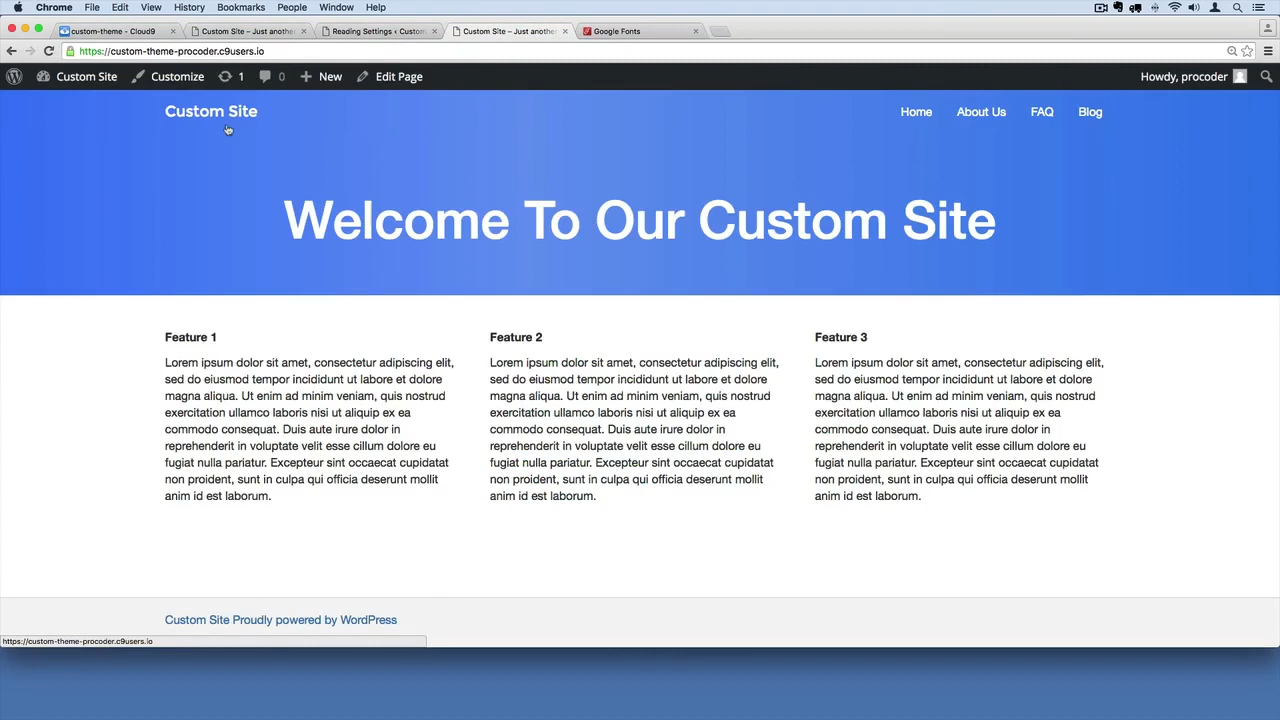 Chrome File Edit View History Bookmarks People Window Help
custom-theme - Cloud9
Custom Site – Just anothe
Reading Settings ‹ Custom
Custom Site – Just anothe
Google Fonts
https://custom-theme-procoder.c9users.io
Custom Site Customize 1 0 New Edit Page Howdy, procoder
Custom Site Home About Us FAQ Blog
Welcome To Our Custom Site
Feature 1
Lorem ipsum dolor sit amet, consectetur adipiscing elit,
sed do eiusmod tempor incididunt ut labore et dolore
magna aliqua. Ut enim ad minim veniam, quis nostrud
exercitation ullamco laboris nisi ut aliquip ex ea
commodo consequat. Duis aute irure dolor in
reprehenderit in voluptate velit esse cillum dolore eu
fugiat nulla pariatur. Excepteur sint occaecat cupidatat
non proident, sunt in culpa qui officia deserunt mollit
anim id est laborum.
Feature 2
Lorem ipsum dolor sit amet, consectetur adipiscing elit,
sed do eiusmod tempor incididunt ut labore et dolore
magna aliqua. Ut enim ad minim veniam, quis nostrud
exercitation ullamco laboris nisi ut aliquip ex ea
commodo consequat. Duis aute irure dolor in
reprehenderit in voluptate velit esse cillum dolore eu
fugiat nulla pariatur. Excepteur sint occaecat cupidatat
non proident, sunt in culpa qui officia deserunt mollit
anim id est laborum.
Feature 3
Lorem ipsum dolor sit amet, consectetur adipiscing elit,
sed do eiusmod tempor incididunt ut labore et dolore
magna aliqua. Ut enim ad minim veniam, quis nostrud
exercitation ullamco laboris nisi ut aliquip ex ea
commodo consequat. Duis aute irure dolor in
reprehenderit in voluptate velit esse cillum dolore eu
fugiat nulla pariatur. Excepteur sint occaecat cupidatat
non proident, sunt in culpa qui officia deserunt mollit
anim id est laborum.
Custom Site Proudly powered by WordPress
https://custom-theme-procoder.c9users.io